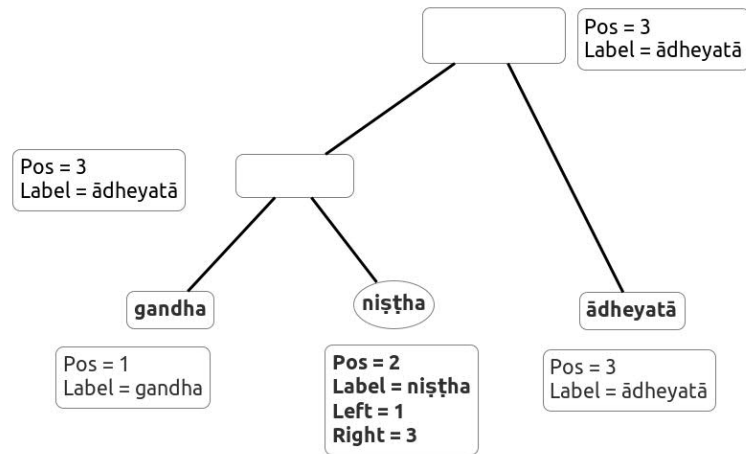 Pos = 3
Label = ādheyatā
Pos = 3
Label = ādheyatā
gandha
niṣṭha
ādheyatā
Pos = 1
Label = gandha
Pos = 2
Label = niṣṭha
Left = 1
Right = 3
Pos = 3
Label = ādheyatā